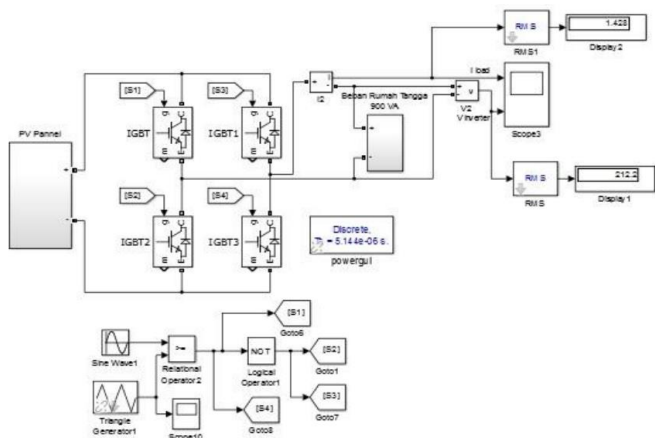 RMS
RMS1
1.428
Display2
PV Pannel
[S1]
[S3]
g
C
E
IGBT
g
C
E
IGBT1
i
I2
Beban Rumah Tangga
900 VA
I load
v
V2
V Inverter
Scope3
[S2]
[S4]
g
C
E
IGBT2
g
C
E
IGBT3
Discrete,
= 5.144e-06 s.
powergui
RMS
RMS
212.2
Display1
Sine Wave1
>=
Relational
Operator2
NOT
Logical
Operator1
[S1]
Goto6
[S2]
Goto1
[S3]
Goto7
[S4]
Goto8
Triangle
Generator1
Scope10